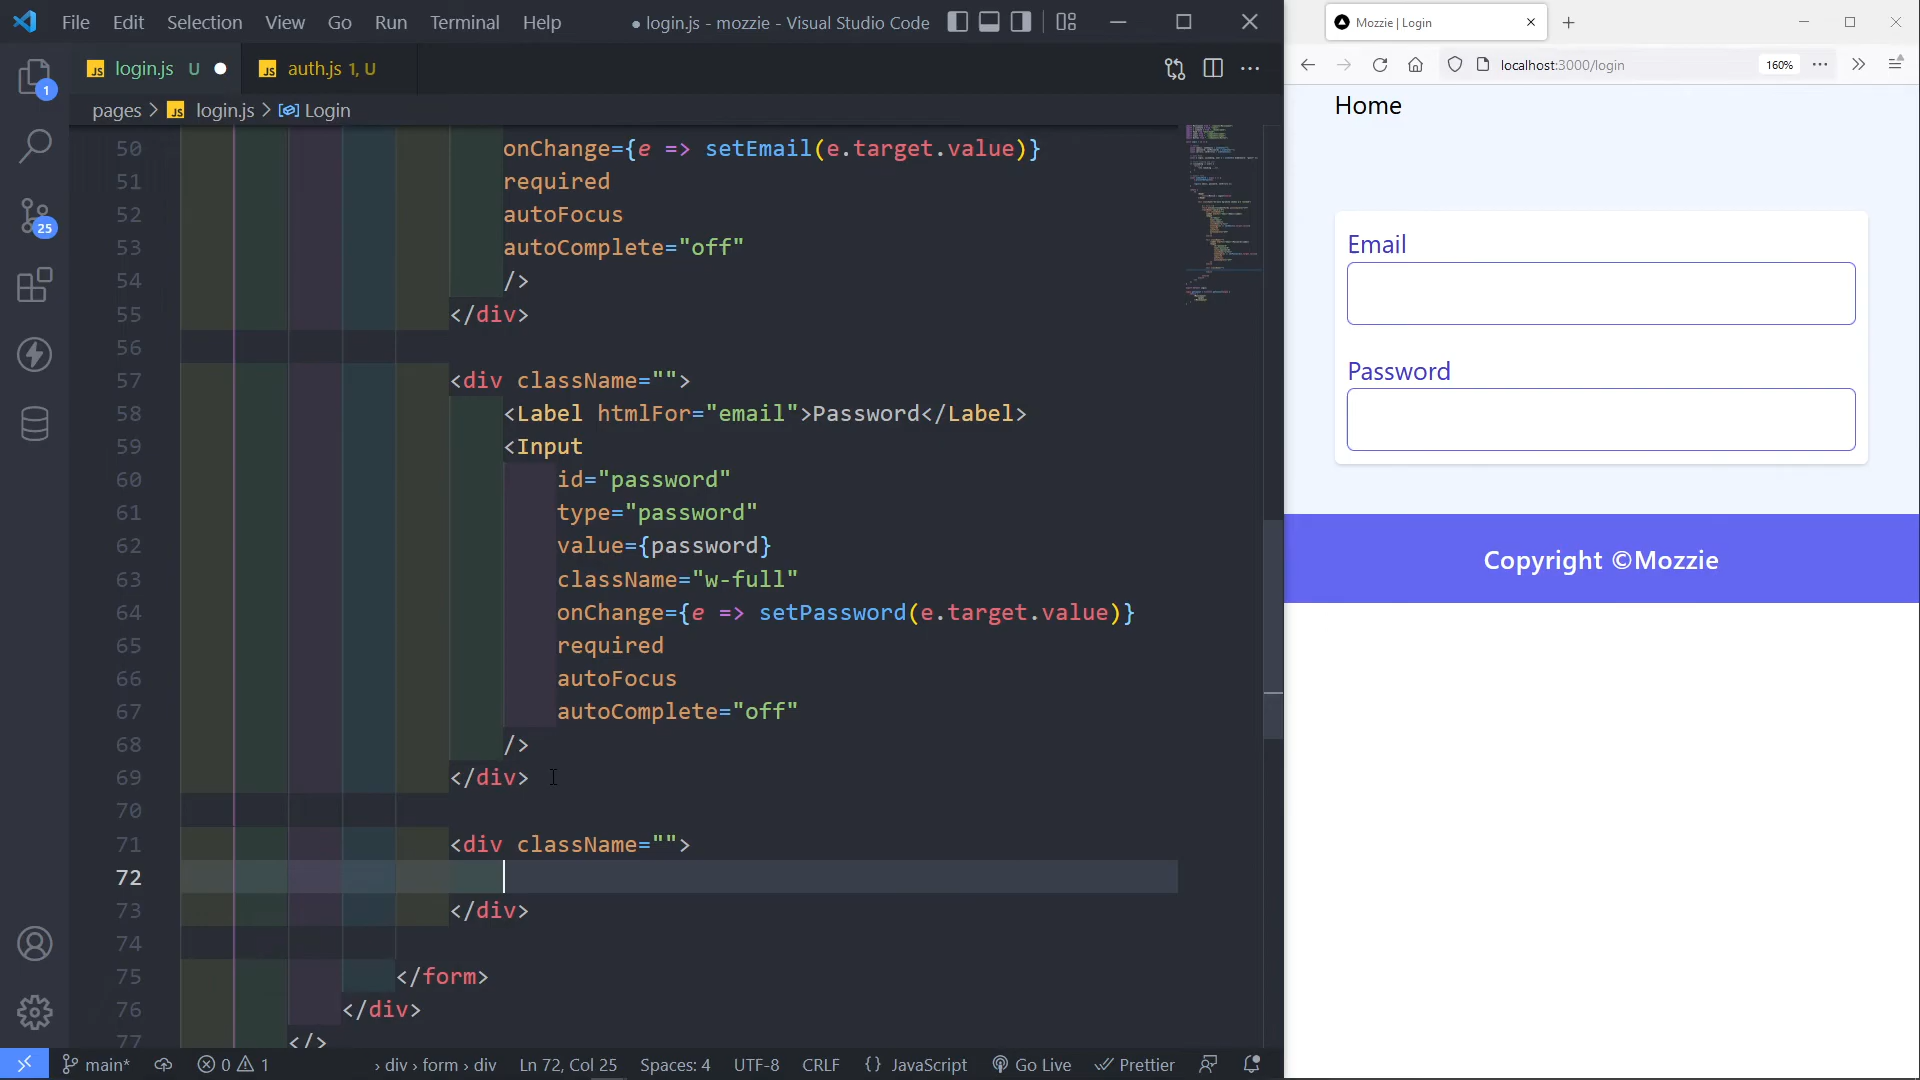 File Edit Selection View Go Run Terminal Help
● login.js - mozzie - Visual Studio Code
JS login.js U ●
JS auth.js 1, U
pages > JS login.js > Login
50 onChange={e => setEmail(e.target.value)}
51 required
52 autoFocus
53 autoComplete="off"
54 />
55 </div>
56
57 <div className="">
58 <Label htmlFor="email">Password</Label>
59 <Input
60 id="password"
61 type="password"
62 value={password}
63 className="w-full"
64 onChange={e => setPassword(e.target.value)}
65 required
66 autoFocus
67 autoComplete="off"
68 />
69 </div>
70
71 <div className="">
72
73 </div>
74
75 </form>
76 </div>
77 </>
1
25
main* 0 1 › div › form › div Ln 72, Col 25 Spaces: 4 UTF-8 CRLF {} JavaScript Go Live Prettier
Mozzie | Login
localhost:3000/login 160%
Home
Email
Password
Copyright ©Mozzie